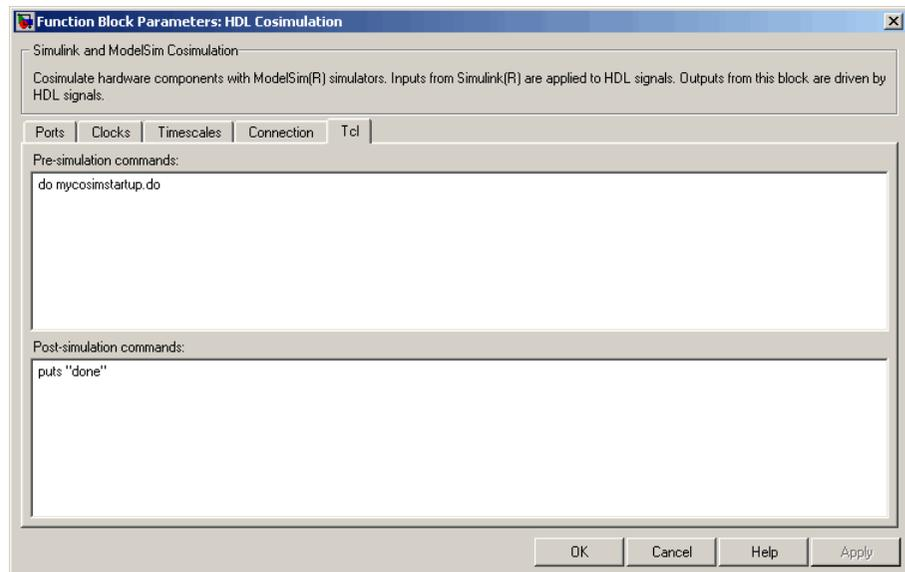 Function Block Parameters: HDL Cosimulation
Simulink and ModelSim Cosimulation
Cosimulate hardware components with ModelSim(R) simulators. Inputs from Simulink(R) are applied to HDL signals. Outputs from this block are driven by
HDL signals.
Ports Clocks Timescales Connection Tcl
Pre-simulation commands:
do mycosimstartup.do
Post-simulation commands:
puts "done"
OK Cancel Help Apply